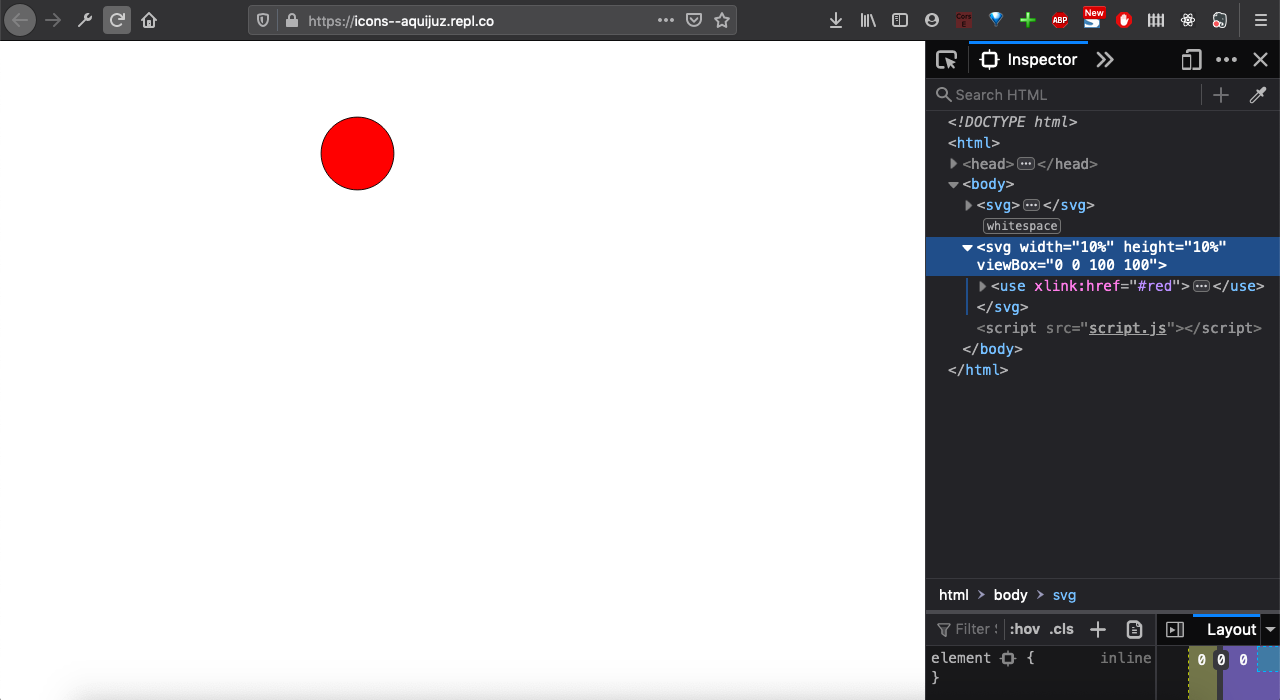 https://icons--aquijuz.repl.co
Cors
E
ABP
New
S
Inspector
Search HTML
<!DOCTYPE html>
<html>
<head></head>
<body>
<svg></svg>
whitespace
<svg width="10%" height="10%"
viewBox="0 0 100 100">
<use xlink:href="#red"></use>
</svg>
<script src="script.js"></script>
</body>
</html>
html > body > svg
Filter :hov .cls
Layout
element { inline
}
0 0 0